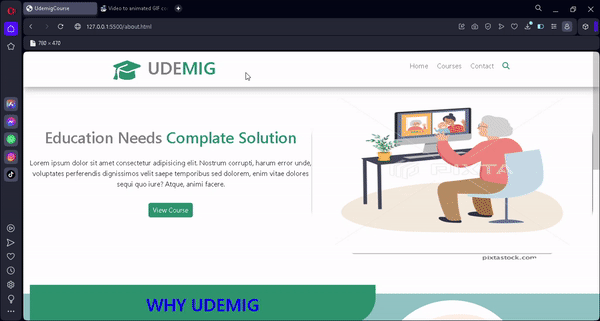 UdemigCourse
Video to animated GIF co
127.0.0.1:5500/about.html
780 × 470
UDEMIG
Home
Courses
Contact
Education Needs Complate Solution
Lorem ipsum dolor sit amet consectetur adipisicing elit. Nostrum corrupti, harum error unde,
voluptates perferendis dignissimos velit saepe temporibus sed dolorem, enim vitae dolores
sequi quo iure? Atque, animi facere.
View Course
PIXTA
pixtastock.com
WHY UDEMIG